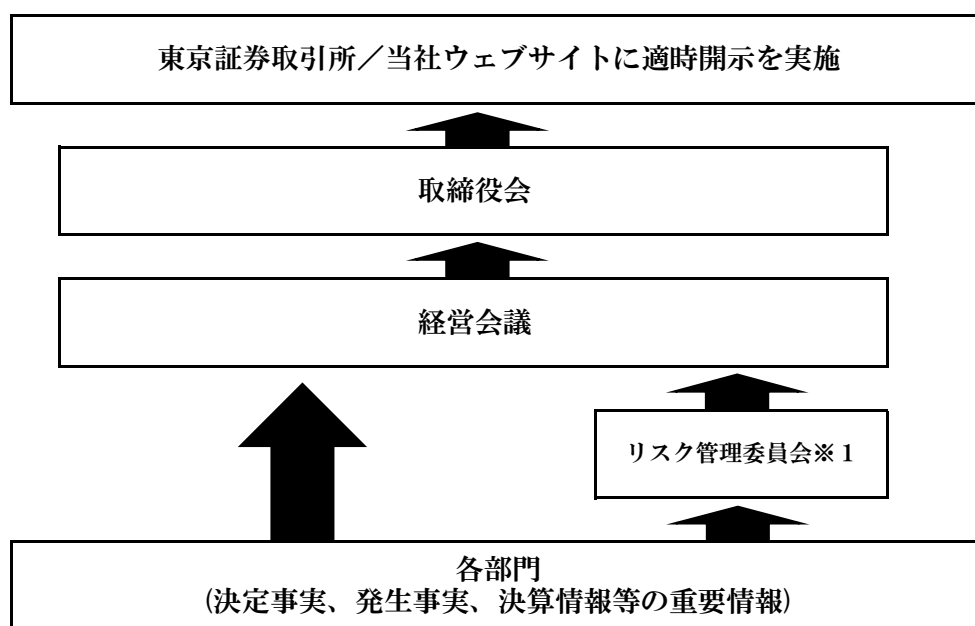 東京証券取引所／当社ウェブサイトに適時開示を実施
取締役会
経営会議
リスク管理委員会※１
各部門
(決定事実、発生事実、決算情報等の重要情報)